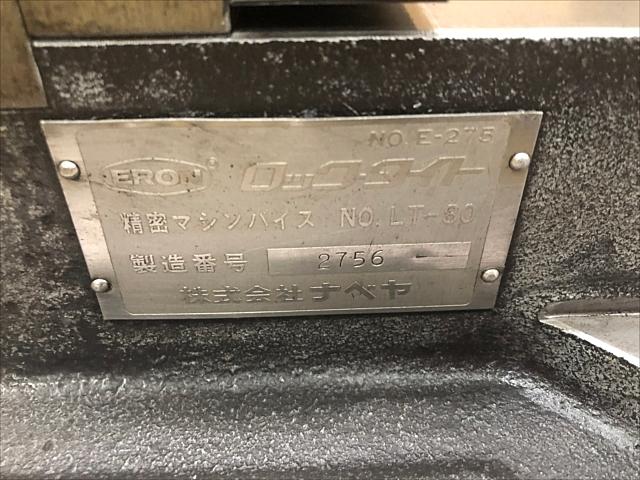 NO. E-275
ERON® ロック・タイト
精密マシンバイス NO. LT-80
製造番号 2756
株式会社ナベヤ